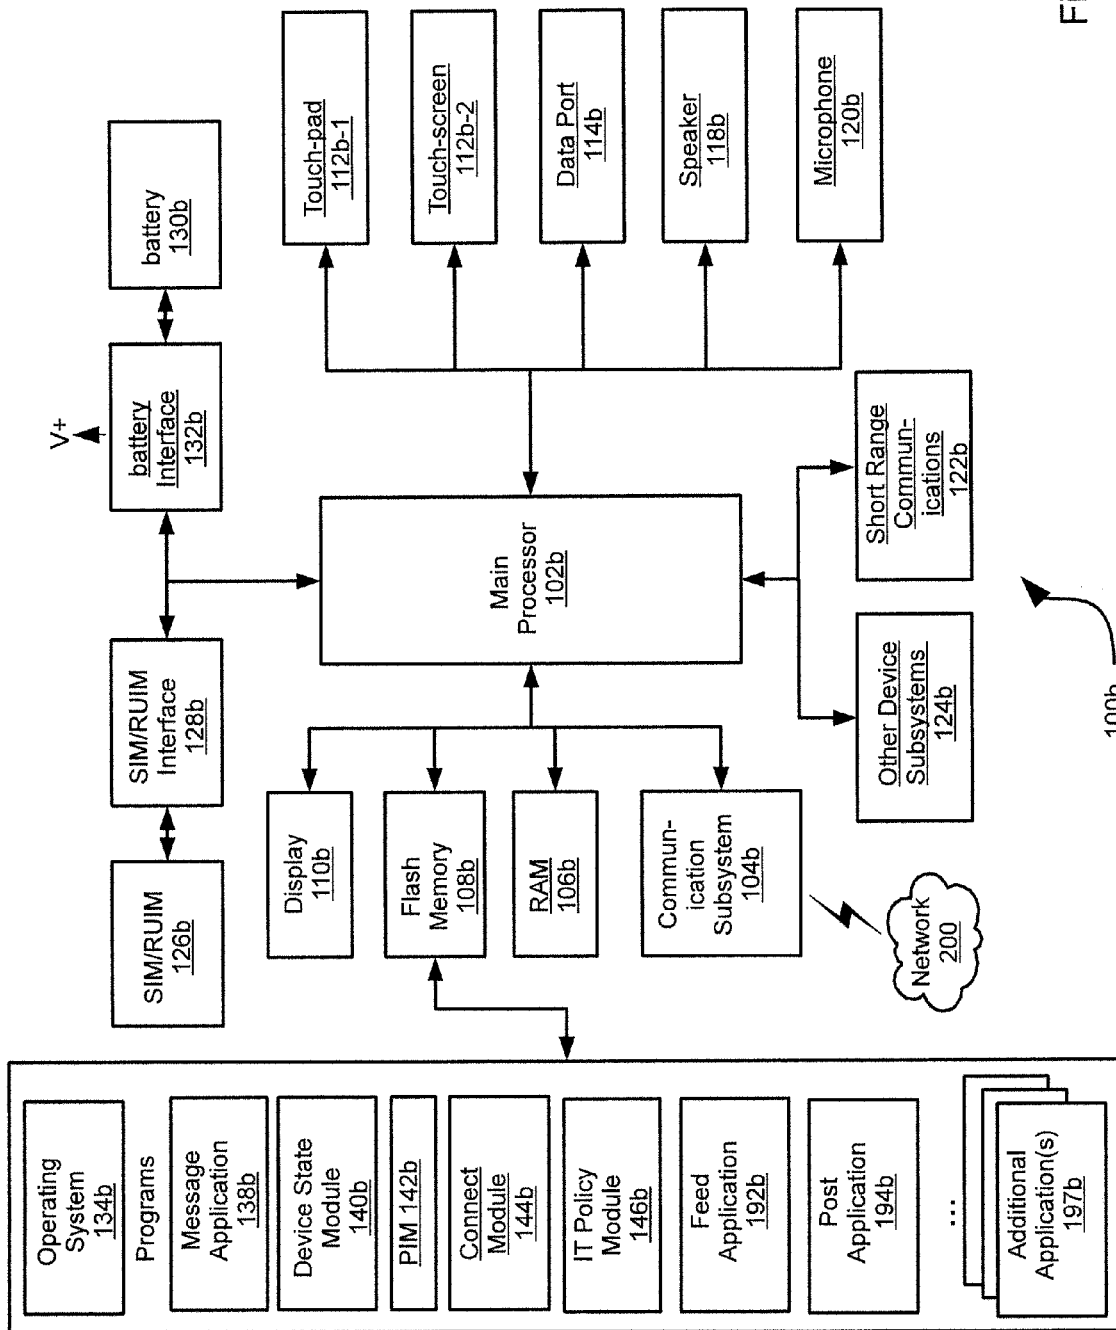 Operating
System
134b
Programs
Message
Application
138b
Device State
Module
140b
PIM 142b
Connect
Module
144b
IT Policy
Module
146b
Feed
Application
192b
Post
Application
194b
...
Additional
Application(s)
197b
SIM/RUIM
126b
SIM/RUIM
Interface
128b
V+
battery
Interface
132b
battery
130b
Display
110b
Flash
Memory
108b
RAM
106b
Commun-
ication
Subsystem
104b
Network
200
Main
Processor
102b
Touch-pad
112b-1
Touch-screen
112b-2
Data Port
114b
Speaker
118b
Microphone
120b
Other Device
Subsystems
124b
Short Range
Commun-
ications
122b
100b